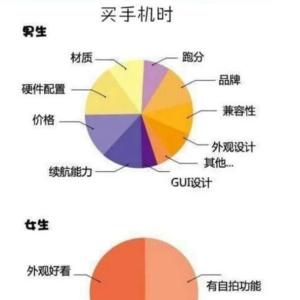 买手机时
男生
材质
跑分
硬件配置
品牌
价格
兼容性
外观设计
续航能力
其他...
GUI设计
女生
外观好看
有自拍功能